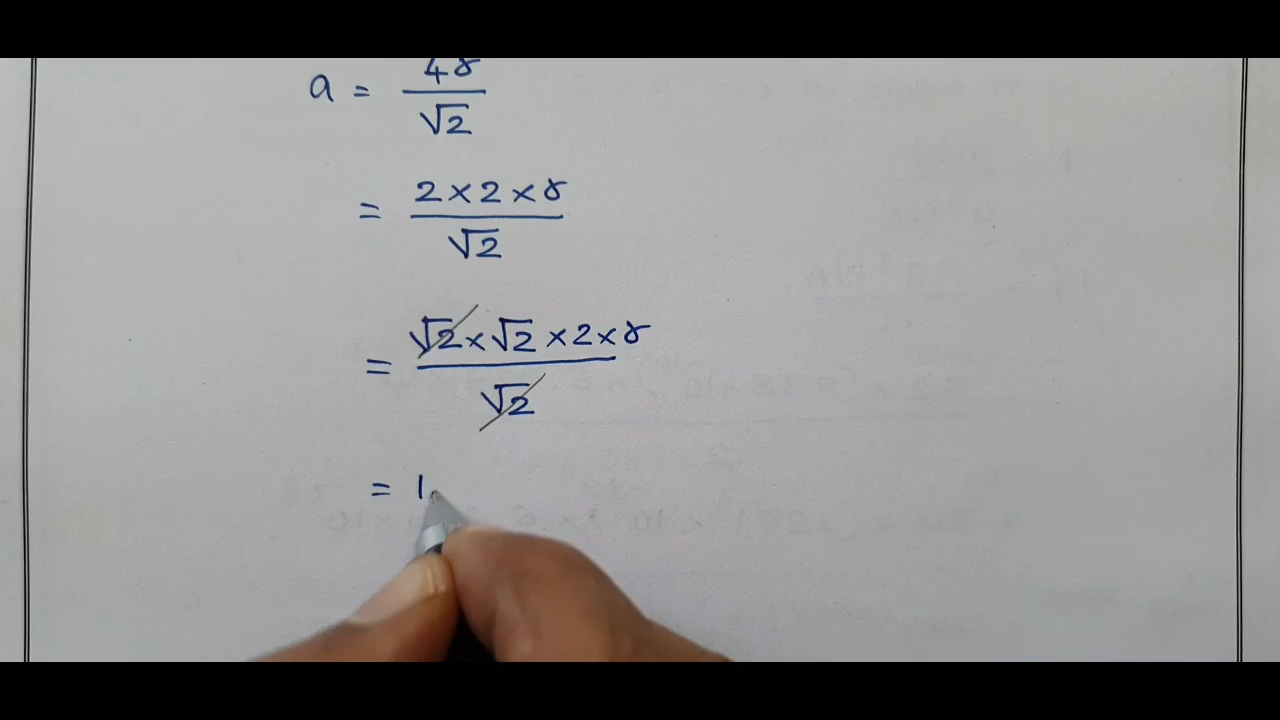 a = 4r / √2
= 2 × 2 × r / √2
= √2 × √2 × 2 × r / √2
= 1.